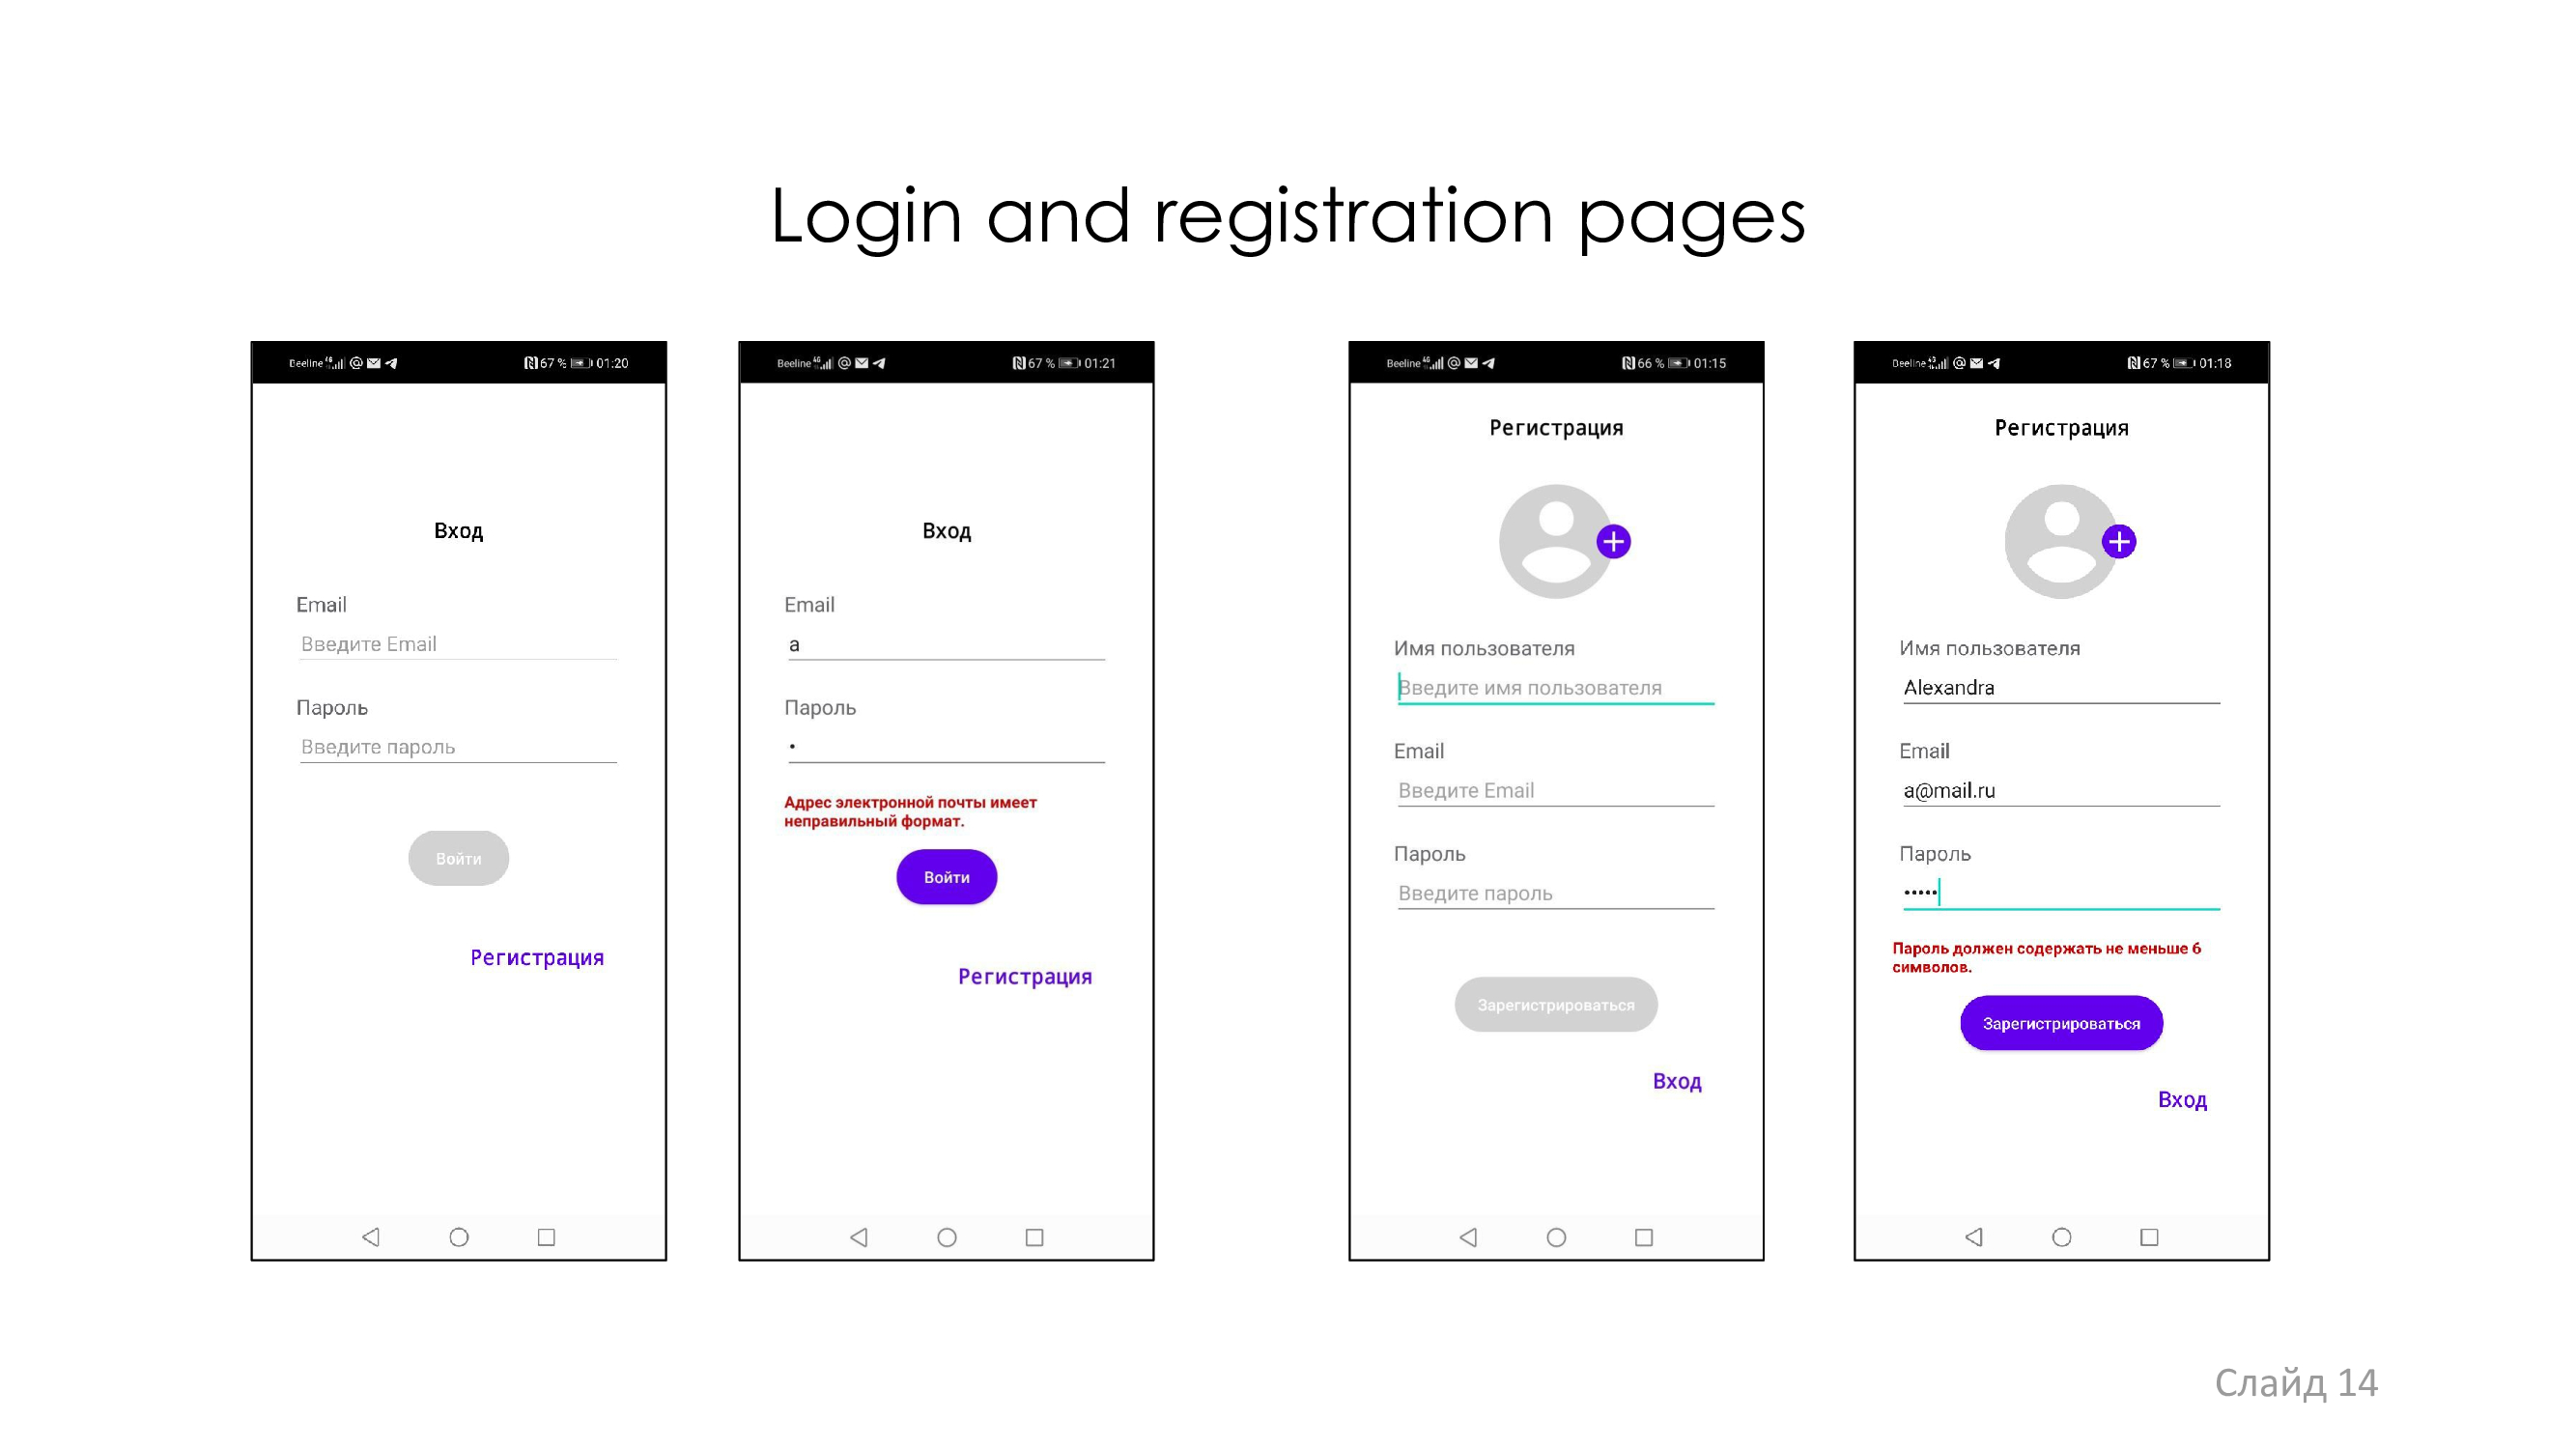 Login and registration pages
Beeline 4G 67 % 01:20
Вход
Email
Введите Email
Пароль
Введите пароль
Войти
Регистрация
Beeline 4G 67 % 01:21
Вход
Email
a
Пароль
•
Адрес электронной почты имеет
неправильный формат.
Войти
Регистрация
Beeline 4G 66 % 01:15
Регистрация
Имя пользователя
Введите имя пользователя
Email
Введите Email
Пароль
Введите пароль
Зарегистрироваться
Вход
Beeline 67 % 01:18
Регистрация
Имя пользователя
Alexandra
Email
a@mail.ru
Пароль
•••••
Пароль должен содержать не меньше 6
символов.
Зарегистрироваться
Вход
Слайд 14